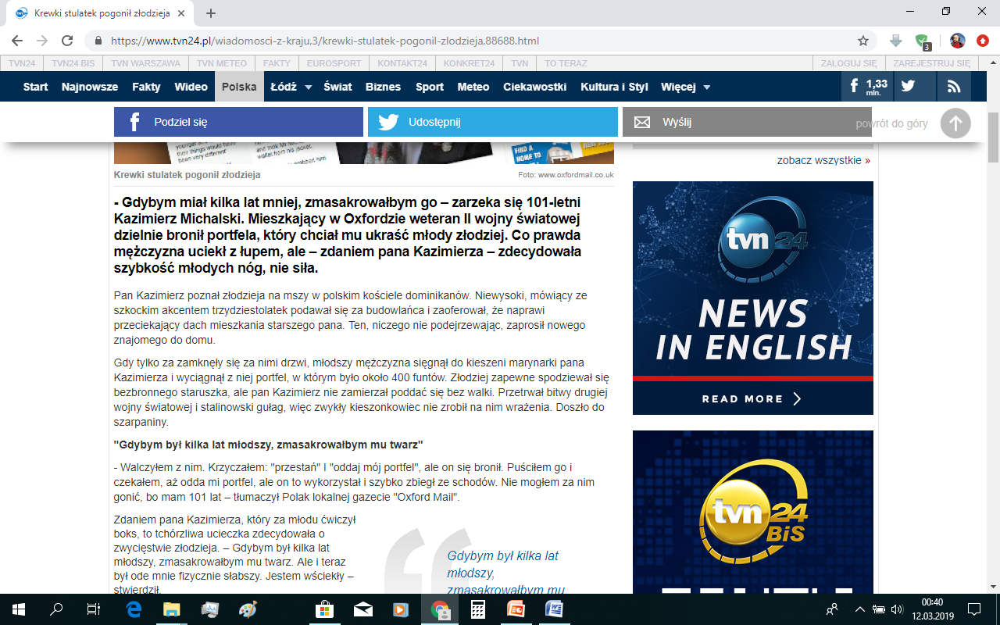 Krewki stulatek pogonił złodzieja
https://www.tvn24.pl/wiadomosci-z-kraju,3/krewki-stulatek-pogonil-zlodzieja,88688.html
3
TVN24 TVN24 BIS TVN WARSZAWA TVN METEO FAKTY EUROSPORT KONTAKT24 KONKRET24 TVN TO TERAZ ZALOGUJ SIĘ ZAREJESTRUJ SIĘ
Start Najnowsze Fakty Wideo Polska Łódź Świat Biznes Sport Meteo Ciekawostki Kultura i Styl Więcej 1,33
mln.
Podziel się Udostępnij Wyślij powrót do góry
FIND A
HOME TO
Krewki stulatek pogonił złodzieja Foto: www.oxfordmail.co.uk
zobacz wszystkie »
- Gdybym miał kilka lat mniej, zmasakrowałbym go – zarzeka się 101-letni
Kazimierz Michalski. Mieszkający w Oxfordzie weteran II wojny światowej
dzielnie bronił portfela, który chciał mu ukraść młody złodziej. Co prawda
mężczyzna uciekł z łupem, ale – zdaniem pana Kazimierza – zdecydowała
szybkość młodych nóg, nie siła.
Pan Kazimierz poznał złodzieja na mszy w polskim kościele dominikanów. Niewysoki, mówiący ze
szkockim akcentem trzydziestolatek podawał się za budowlańca i zaoferował, że naprawi
przeciekający dach mieszkania starszego pana. Ten, niczego nie podejrzewając, zaprosił nowego
znajomego do domu.
Gdy tylko za zamknęły się za nimi drzwi, młodszy mężczyzna sięgnął do kieszeni marynarki pana
Kazimierza i wyciągnął z niej portfel, w którym było około 400 funtów. Złodziej zapewne spodziewał się
bezbronnego staruszka, ale pan Kazimierz nie zamierzał poddać się bez walki. Przetrwał bitwy drugiej
wojny światowej i stalinowski gułag, więc zwykły kieszonkowiec nie zrobił na nim wrażenia. Doszło do
szarpaniny.
"Gdybym był kilka lat młodszy, zmasakrowałbym mu twarz"
- Walczyłem z nim. Krzyczałem: "przestań" I "oddaj mój portfel", ale on się bronił. Puściłem go i
czekałem, aż odda mi portfel, ale on to wykorzystał i szybko zbiegł ze schodów. Nie mogłem za nim
gonić, bo mam 101 lat – tłumaczył Polak lokalnej gazecie "Oxford Mail".
Zdaniem pana Kazimierza, który za młodu ćwiczył
boks, to tchórzliwa ucieczka zdecydowała o
zwycięstwie złodzieja. – Gdybym był kilka lat
młodszy, zmasakrowałbym mu twarz. Ale i teraz
był ode mnie fizycznie słabszy. Jestem wściekły –
stwierdził.
Gdybym był kilka lat
młodszy,
zmasakrowałbym mu
tvn24
NEWS
IN ENGLISH
READ MORE
tvn24
BiS
00:40
12.03.2019